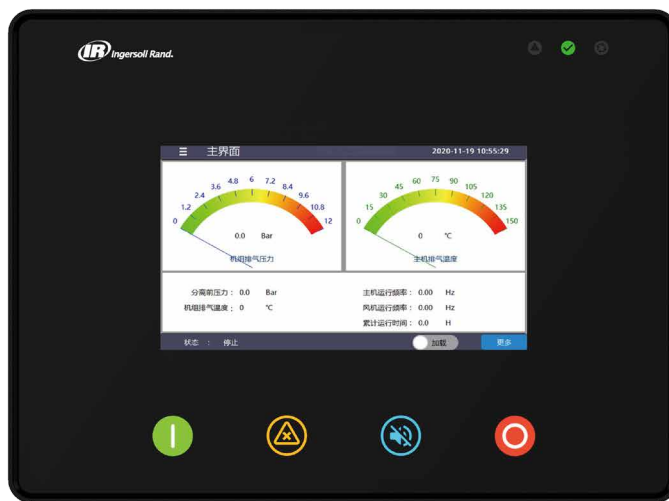 IR Ingersoll Rand.
主界面 2020-11-19 10:55:29
0 1.2 2.4 3.6 4.8 6 7.2 8.4 9.6 10.8 12
0.0 Bar
机组排气压力
0 15 30 45 60 75 90 105 120 135 150
0 ℃
主机排气温度
分离前压力： 0.0 Bar
机组排气温度： 0 ℃
主机运行频率： 0.00 Hz
风机运行频率： 0.00 Hz
累计运行时间： 0.0 H
状态 ： 停止
加载
更多